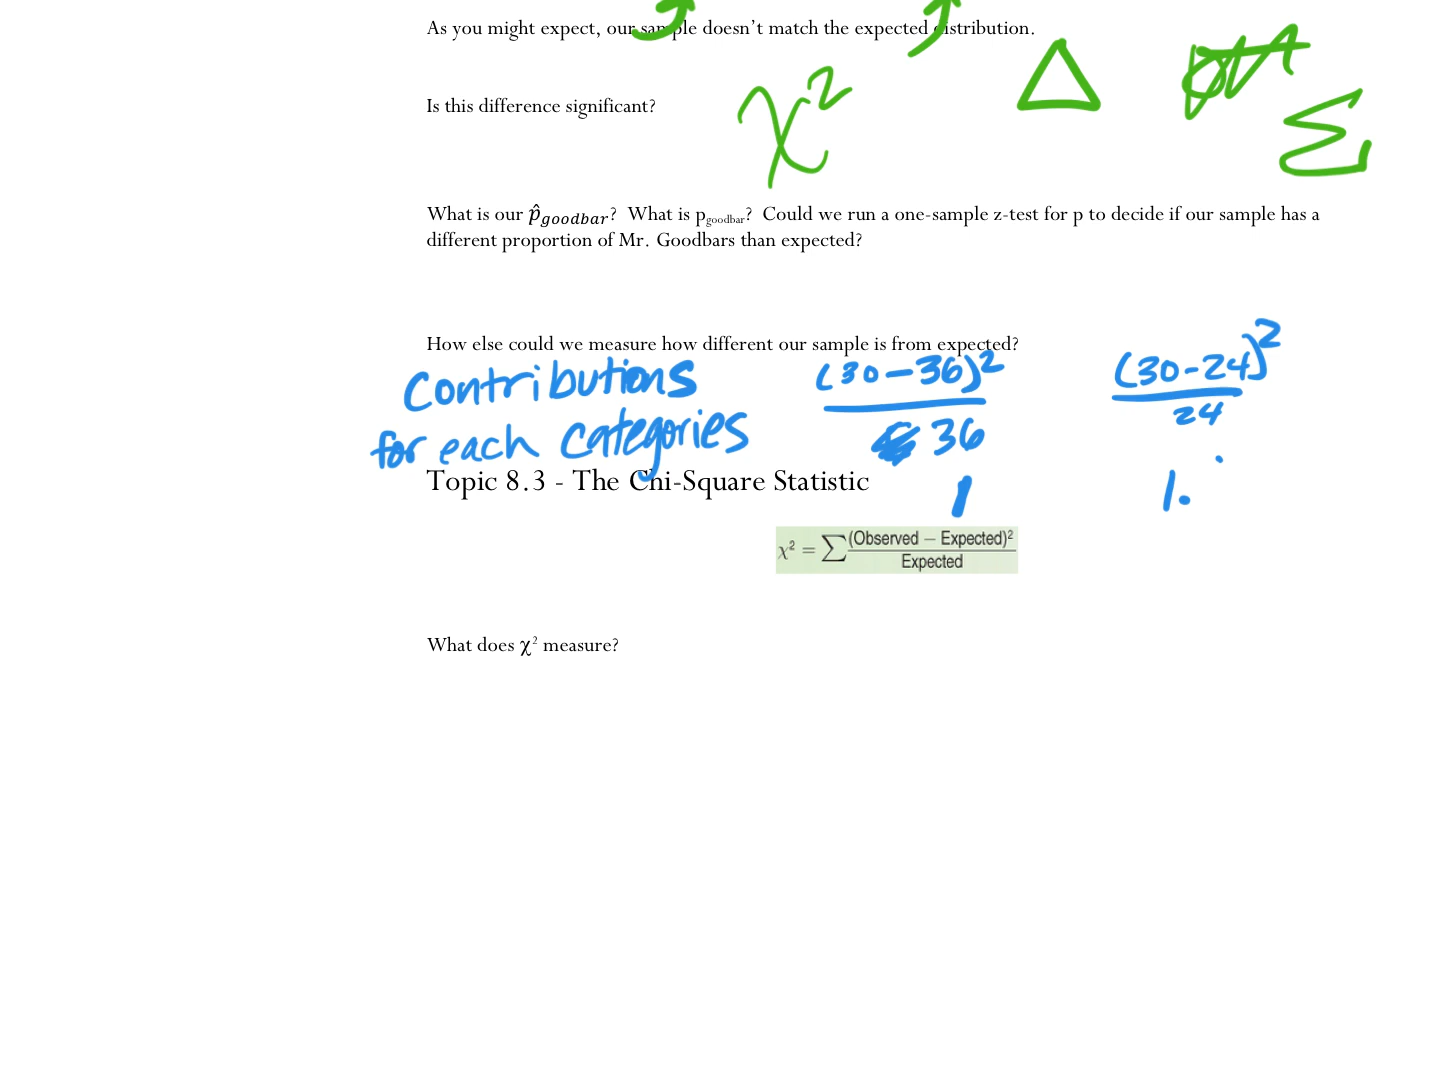 As you might expect, our sample doesn't match the expected distribution.
Is this difference significant?
χ²
Δ
Σ
What is our p̂goodbar? What is pgoodbar? Could we run a one-sample z-test for p to decide if our sample has a
different proportion of Mr. Goodbars than expected?
How else could we measure how different our sample is from expected?
Contributions
for each categories
(30-36)²
36
1
(30-24)²
24
1.
Topic 8.3 - The Chi-Square Statistic
χ² = ∑ (Observed – Expected)²
Expected
What does χ² measure?